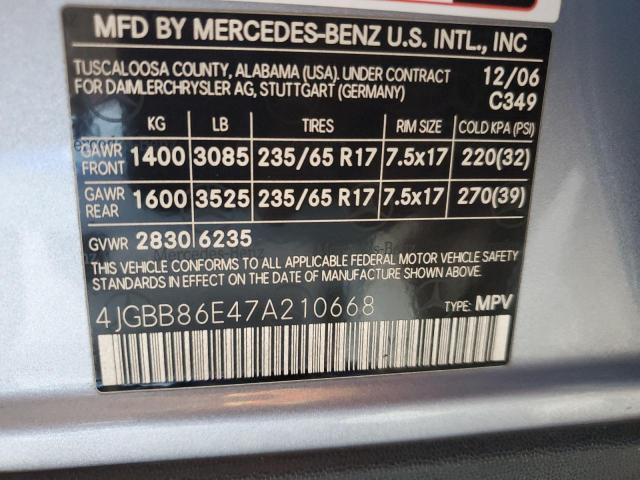 MFD BY MERCEDES-BENZ U.S. INTL., INC
TUSCALOOSA COUNTY, ALABAMA (USA). UNDER CONTRACT 12/06
FOR DAIMLERCHRYSLER AG, STUTTGART (GERMANY) C349
KG LB TIRES RIM SIZE COLD KPA (PSI)
GAWR FRONT 1400 3085 235/65 R17 7.5x17 220(32)
GAWR REAR 1600 3525 235/65 R17 7.5x17 270(39)
GVWR 2830 6235
THIS VEHICLE CONFORMS TO ALL APPLICABLE FEDERAL MOTOR VEHICLE SAFETY
STANDARDS IN EFFECT ON THE DATE OF MANUFACTURE SHOWN ABOVE.
4JGBB86E47A210668 TYPE: MPV